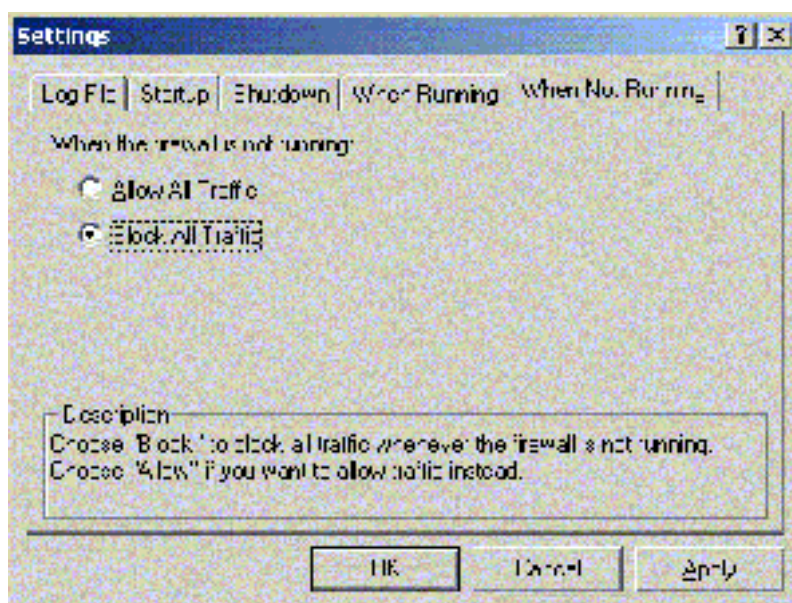 Settings
Log File Startup Shutdown When Running When Not Running
When the firewall is not running:
Allow All Traffic
Block All Traffic
Description
Choose "Block" to block all traffic whenever the firewall is not running.
Choose "Allow" if you want to allow traffic instead.
OK Cancel Apply